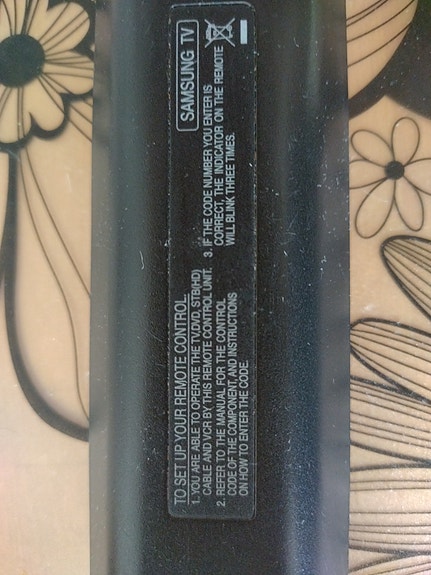 TO SET UP YOUR REMOTE CONTROL
1. YOU ARE ABLE TO OPERATE THE TV,DVD, STB(HD)
CABLE AND VCR BY THIS REMOTE CONTROL UNIT.
2. REFER TO THE MANUAL FOR THE CONTROL
CODE OF THE COMPONENT, AND INSTRUCTIONS
ON HOW TO ENTER THE CODE.
SAMSUNG TV
3. IF THE CODE NUMBER YOU ENTER IS
CORRECT, THE INDICATOR ON THE REMOTE
WILL BLINK THREE TIMES.